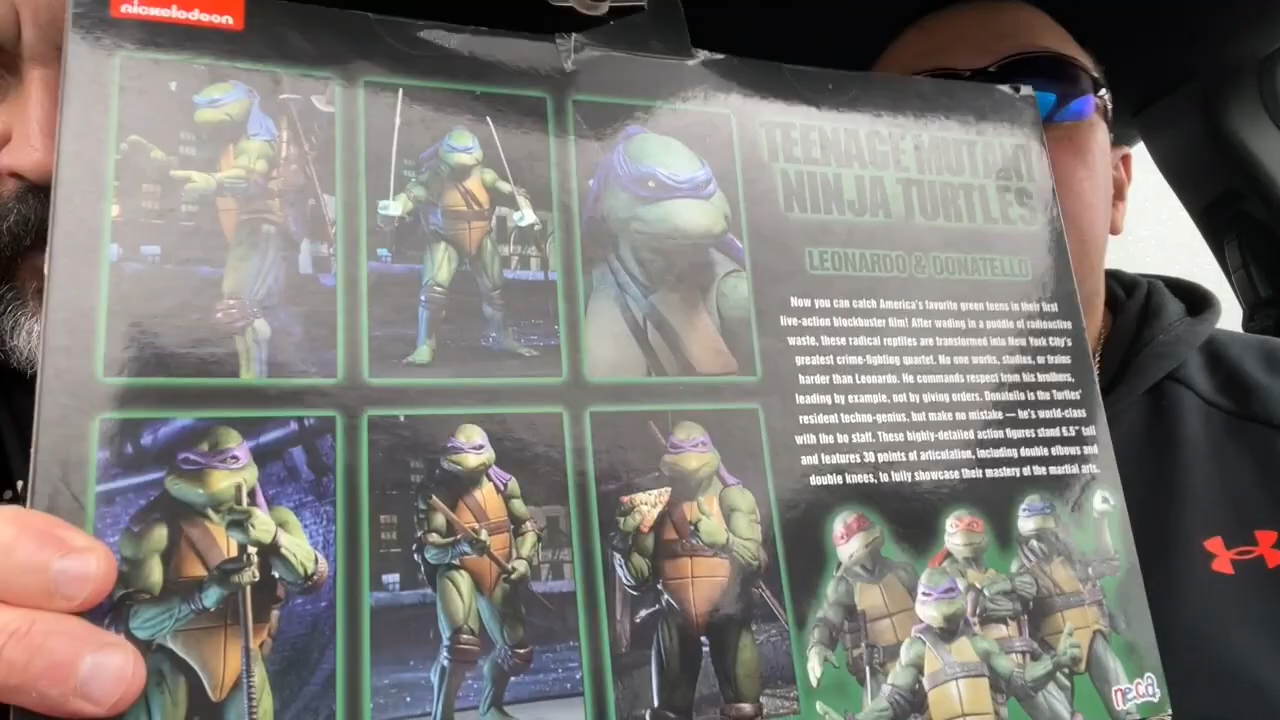 nickelodeon
TEENAGE MUTANT
NINJA TURTLES
LEONARDO & DONATELLO
Now you can catch America's favorite green teens in their first
live-action blockbuster film! After wading in a puddle of radioactive
waste, these radical reptiles are transformed into New York City's
greatest crime-fighting quartet. No one works, studies, or trains
harder than Leonardo. He commands respect from his brothers,
leading by example, not by giving orders. Donatello is the Turtles'
resident techno-genius, but make no mistake — he's world-class
with the bo staff. These highly-detailed action figures stand 6.5" tall
and features 30 points of articulation, including double elbows and
double knees, to fully showcase their mastery of the martial arts.
neca